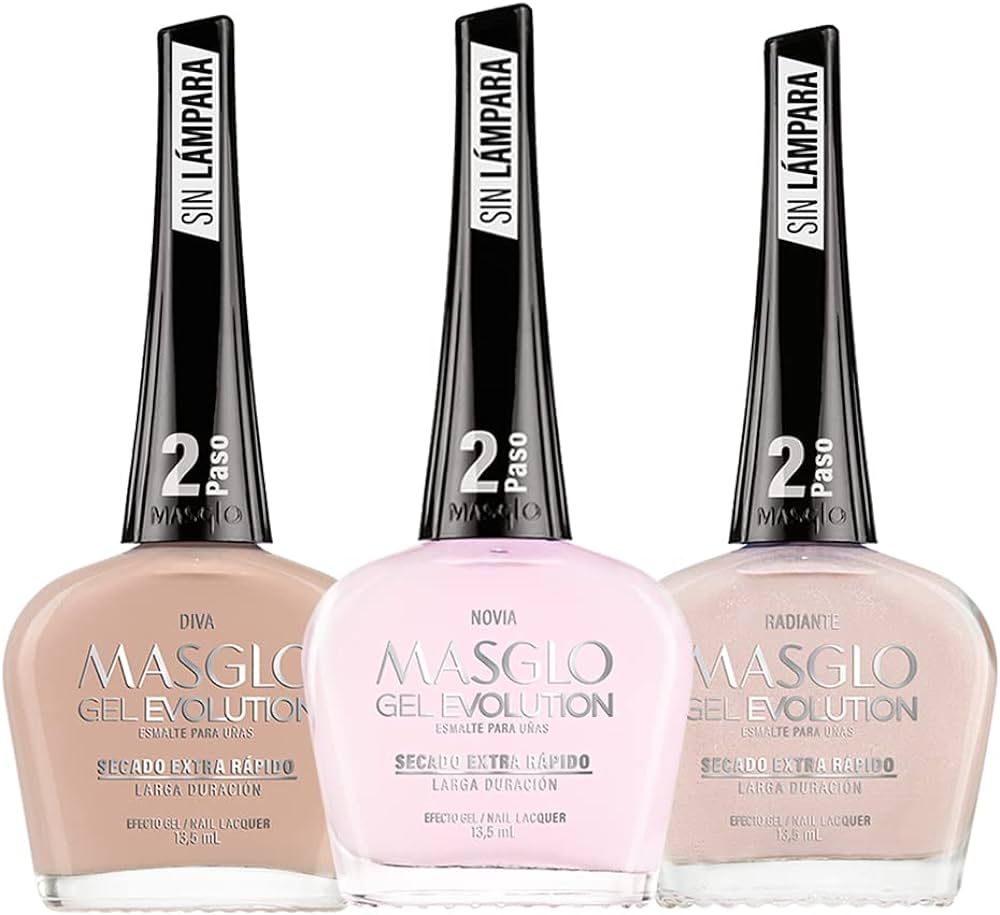 SIN LÁMPARA
2 Paso
MASGLO
DIVA
MASGLO
GEL EVOLUTION
ESMALTE PARA UÑAS
SECADO EXTRA RÁPIDO
LARGA DURACIÓN
EFECTO GEL / NAIL LACQUER
13,5 mL
SIN LÁMPARA
2 Paso
MASGLO
NOVIA
MASGLO
GEL EVOLUTION
ESMALTE PARA UÑAS
SECADO EXTRA RÁPIDO
LARGA DURACIÓN
EFECTO GEL / NAIL LACQUER
13,5 mL
SIN LÁMPARA
2 Paso
MASGLO
RADIANTE
MASGLO
GEL EVOLUTION
ESMALTE PARA UÑAS
SECADO EXTRA RÁPIDO
LARGA DURACIÓN
EFECTO GEL / NAIL LACQUER
13,5 mL